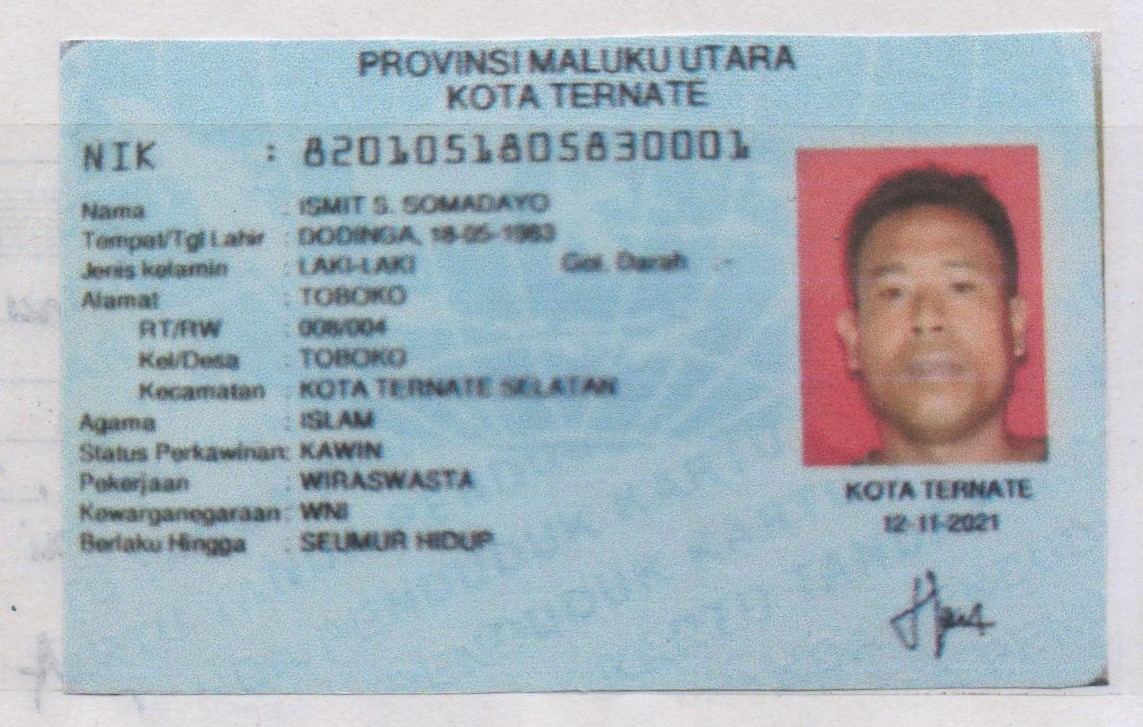 PROVINSI MALUKU UTARA
KOTA TERNATE
NIK : 8201051805830001
Nama : ISMIT S. SOMADAYO
Tempat/Tgl Lahir : DODINGA, 18-05-1983
Jenis kelamin : LAKI-LAKI Gol. Darah : -
Alamat : TOBOKO
RT/RW : 008/004
Kel/Desa : TOBOKO
Kecamatan : KOTA TERNATE SELATAN
Agama : ISLAM
Status Perkawinan: KAWIN
Pekerjaan : WIRASWASTA
Kewarganegaraan : WNI
Berlaku Hingga : SEUMUR HIDUP
KOTA TERNATE
12-11-2021